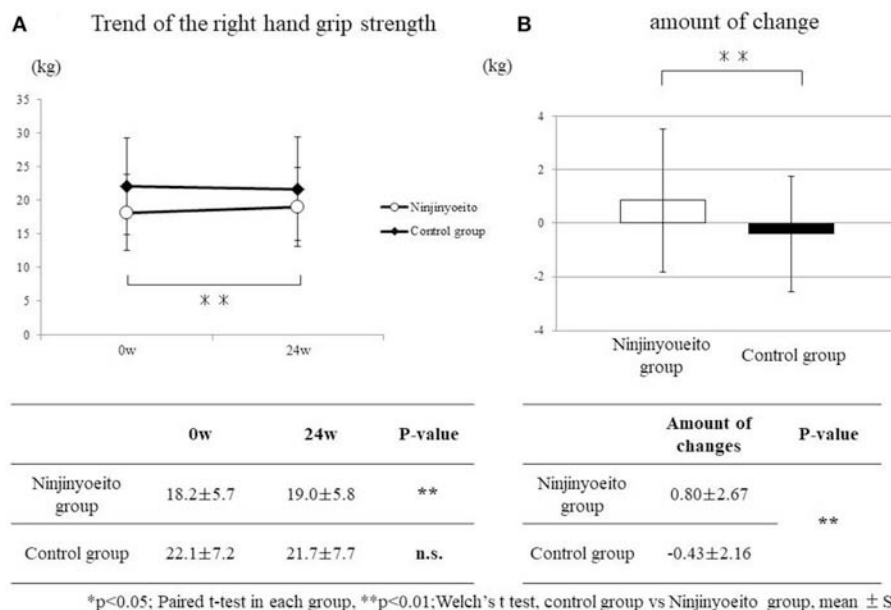 A Trend of the right hand grip strength
(kg)
35
30
25
20
15
10
5
0
0w 24w
＊＊
Ninjinyoeito
Control group
B amount of change
(kg)
＊＊
4
2
0
-2
-4
Ninjinyoueito
group
Control group
0w 24w P-value
Ninjinyoeito
group
18.2±5.7 19.0±5.8 **
Control group 22.1±7.2 21.7±7.7 n.s.
Amount of
changes
P-value
Ninjinyoeito
group
0.80±2.67
**
Control group -0.43±2.16
*p<0.05; Paired t-test in each group, **p<0.01;Welch's t test, control group vs Ninjinyoeito group, mean ± S